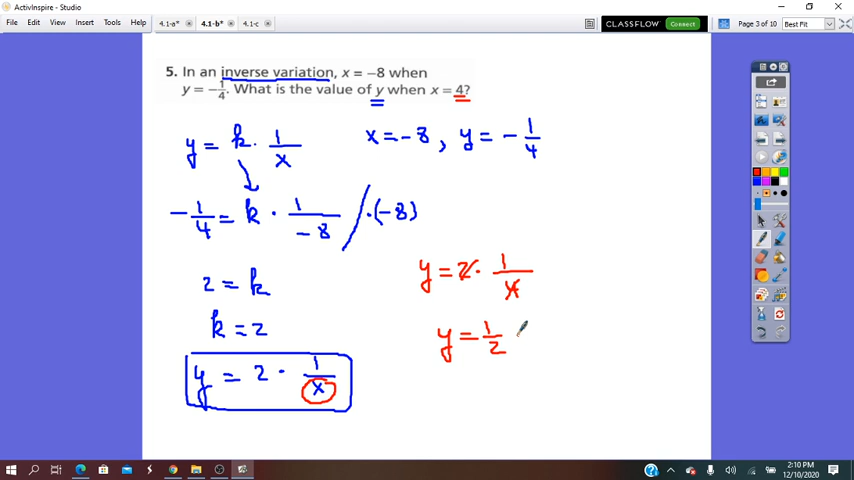 ActivInspire - Studio
File Edit View Insert Tools Help
4.1-a* 4.1-b* 4.1-c
CLASSFLOW Connect Page 3 of 10 Best Fit
5. In an inverse variation, x = −8 when
y = −1/4. What is the value of y when x = 4?
y = k · 1/x x = −8 , y = − 1/4
− 1/4 = k · 1/−8 / ·(−8)
y = 2 · 1/4
2 = k
k = 2
y = 1/2
y = 2 · 1/x
2:10 PM
12/10/2020